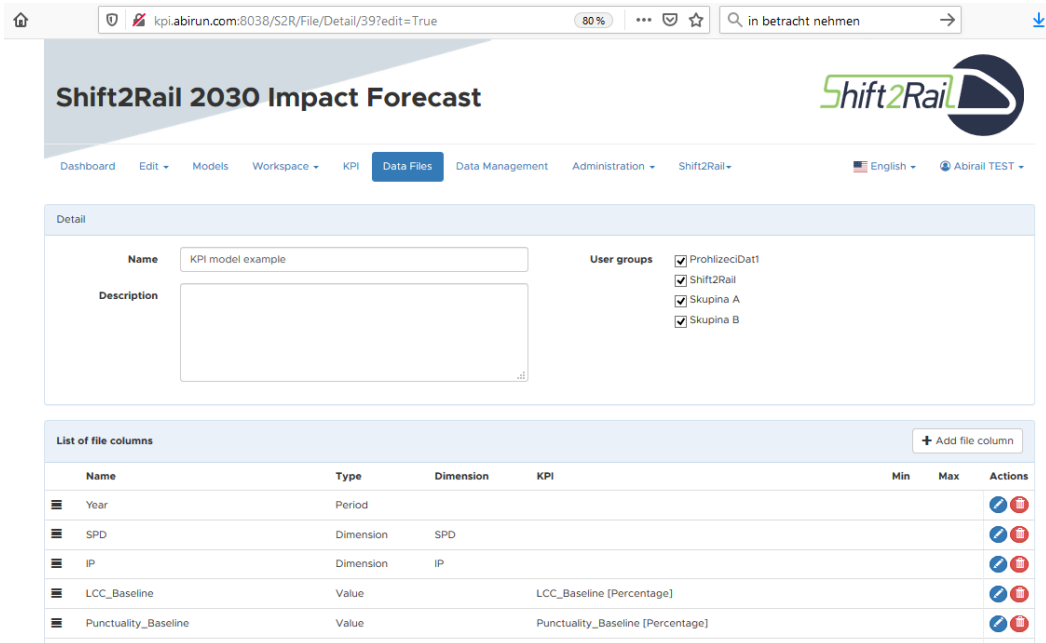 kpi.abirun.com:8038/S2R/File/Detail/39?edit=True 80% in betracht nehmen
Shift2Rail 2030 Impact Forecast
Shift2Rail
Dashboard Edit Models Workspace KPI Data Files Data Management Administration Shift2Rail English Abirail TEST
Detail
Name KPI model example User groups ProhlizeciDat1
Shift2Rail
Description Skupina A
Skupina B
List of file columns Add file column
Name Type Dimension KPI Min Max Actions
Year Period
SPD Dimension SPD
IP Dimension IP
LCC_Baseline Value LCC_Baseline [Percentage]
Punctuality_Baseline Value Punctuality_Baseline [Percentage]